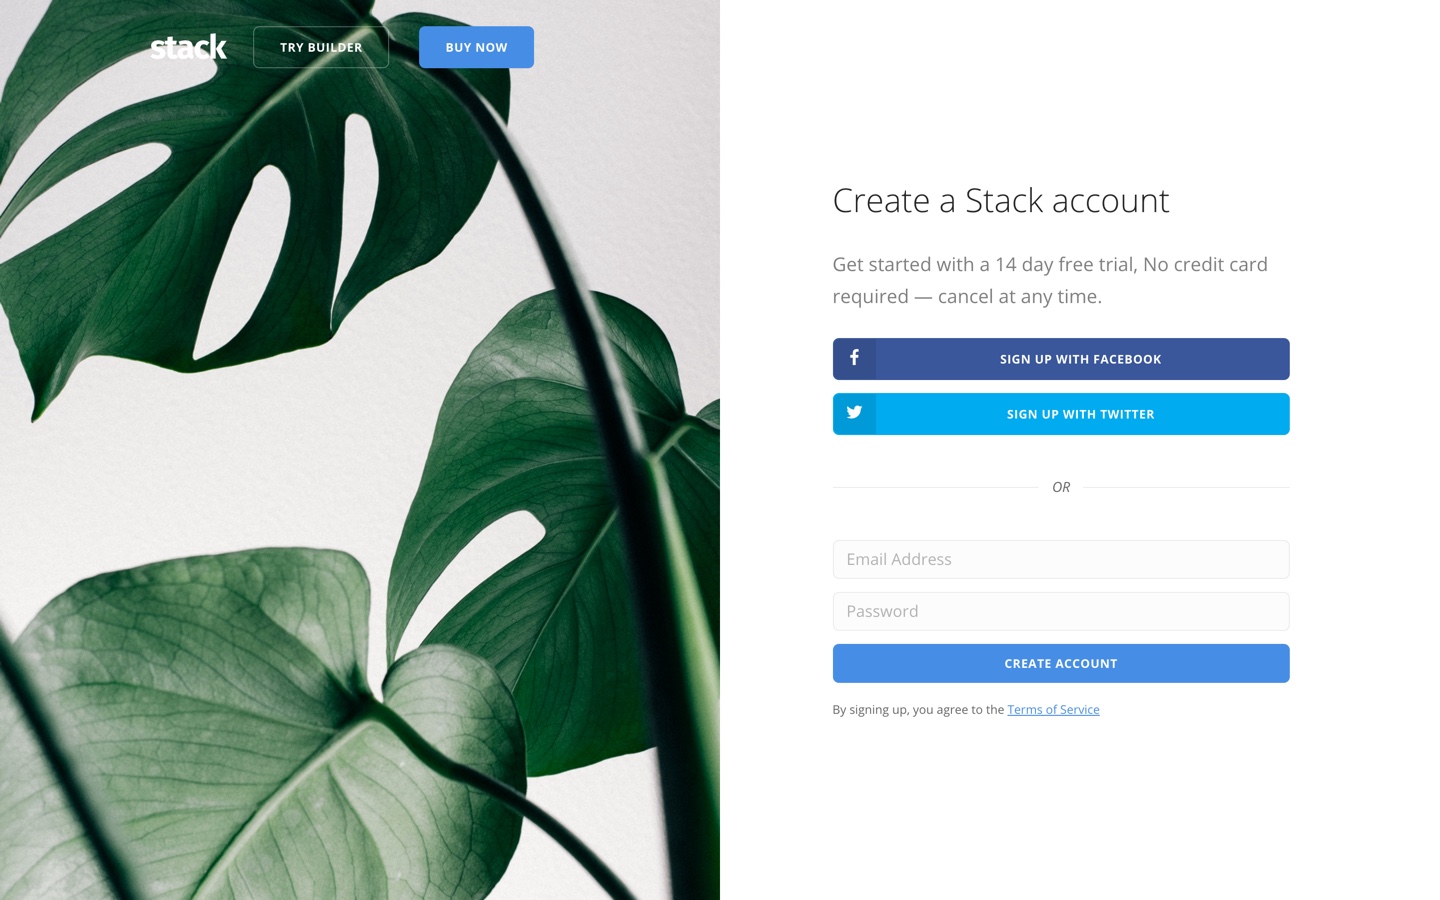 stack
TRY BUILDER
BUY NOW
Create a Stack account
Get started with a 14 day free trial, No credit card
required — cancel at any time.
SIGN UP WITH FACEBOOK
SIGN UP WITH TWITTER
OR
Email Address
Password
CREATE ACCOUNT
By signing up, you agree to the Terms of Service